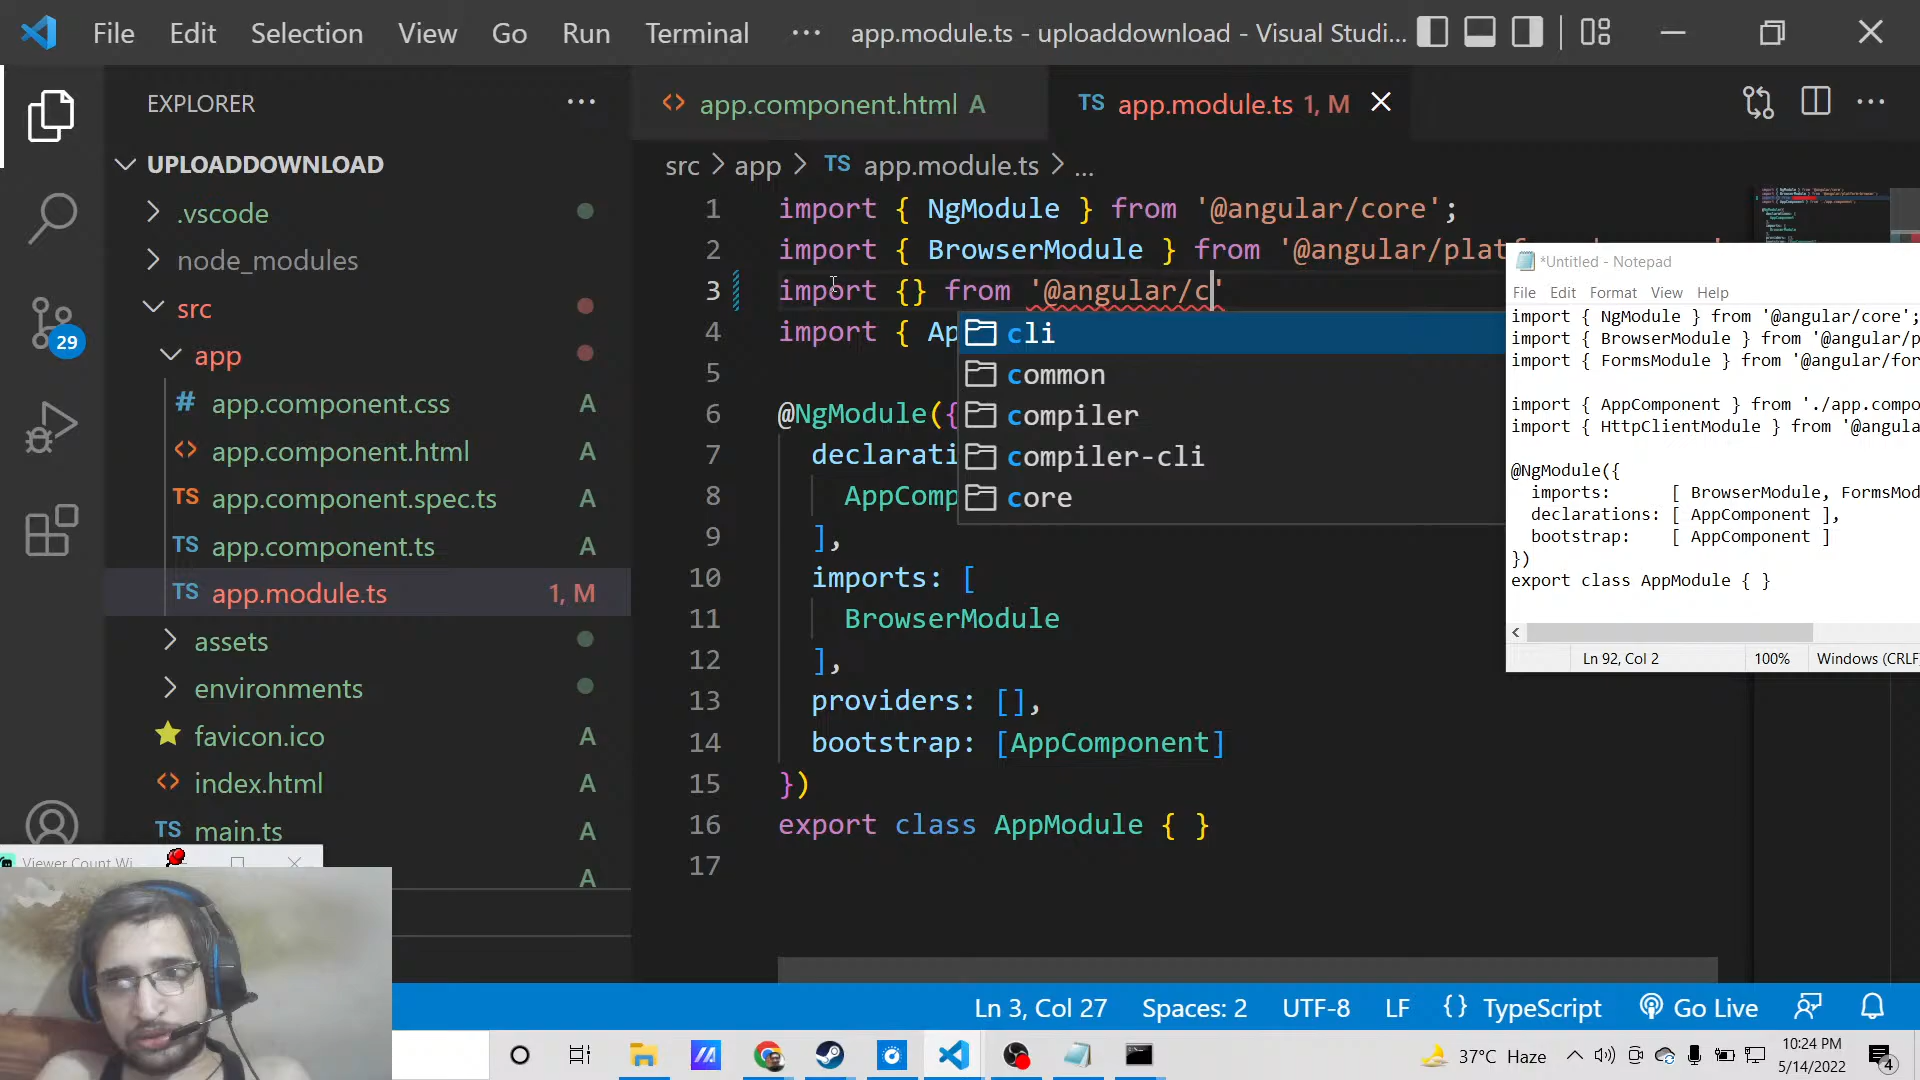 File Edit Selection View Go Run Terminal ··· app.module.ts - uploaddownload - Visual Studi...
EXPLORER ···
app.component.html A
TS app.module.ts 1, M
UPLOADDOWNLOAD
src > app > TS app.module.ts > ...
.vscode
node_modules
src
app
# app.component.css A
app.component.html A
TS app.component.spec.ts A
TS app.component.ts A
TS app.module.ts 1, M
assets
environments
favicon.ico A
index.html A
TS main.ts A
A
29
1 import { NgModule } from '@angular/core';
2 import { BrowserModule } from '@angular/plat
3 import {} from '@angular/c'
4 import { Ap
5
6 @NgModule({
7 declarati
8 AppComp
9 ],
10 imports: [
11 BrowserModule
12 ],
13 providers: [],
14 bootstrap: [AppComponent]
15 })
16 export class AppModule { }
17
cli
common
compiler
compiler-cli
core
*Untitled - Notepad
File Edit Format View Help
import { NgModule } from '@angular/core';
import { BrowserModule } from '@angular/p
import { FormsModule } from '@angular/for
import { AppComponent } from './app.compo
import { HttpClientModule } from '@angula
@NgModule({
imports: [ BrowserModule, FormsMod
declarations: [ AppComponent ],
bootstrap: [ AppComponent ]
})
export class AppModule { }
Ln 92, Col 2 100% Windows (CRLF
Viewer Count Wi
Ln 3, Col 27 Spaces: 2 UTF-8 LF {} TypeScript Go Live
37°C Haze
10:24 PM
5/14/2022
4